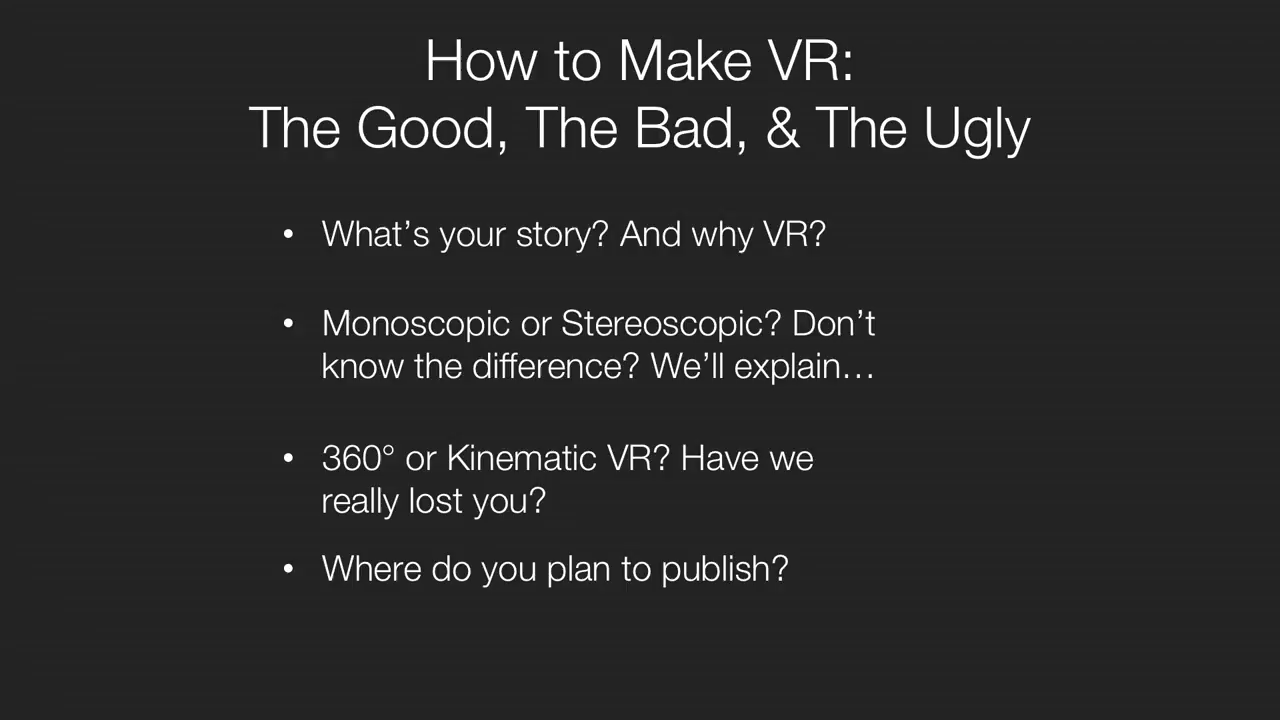 How to Make VR:
The Good, The Bad, & The Ugly
• What’s your story? And why VR?
• Monoscopic or Stereoscopic? Don’t
know the difference? We’ll explain…
• 360° or Kinematic VR? Have we
really lost you?
• Where do you plan to publish?